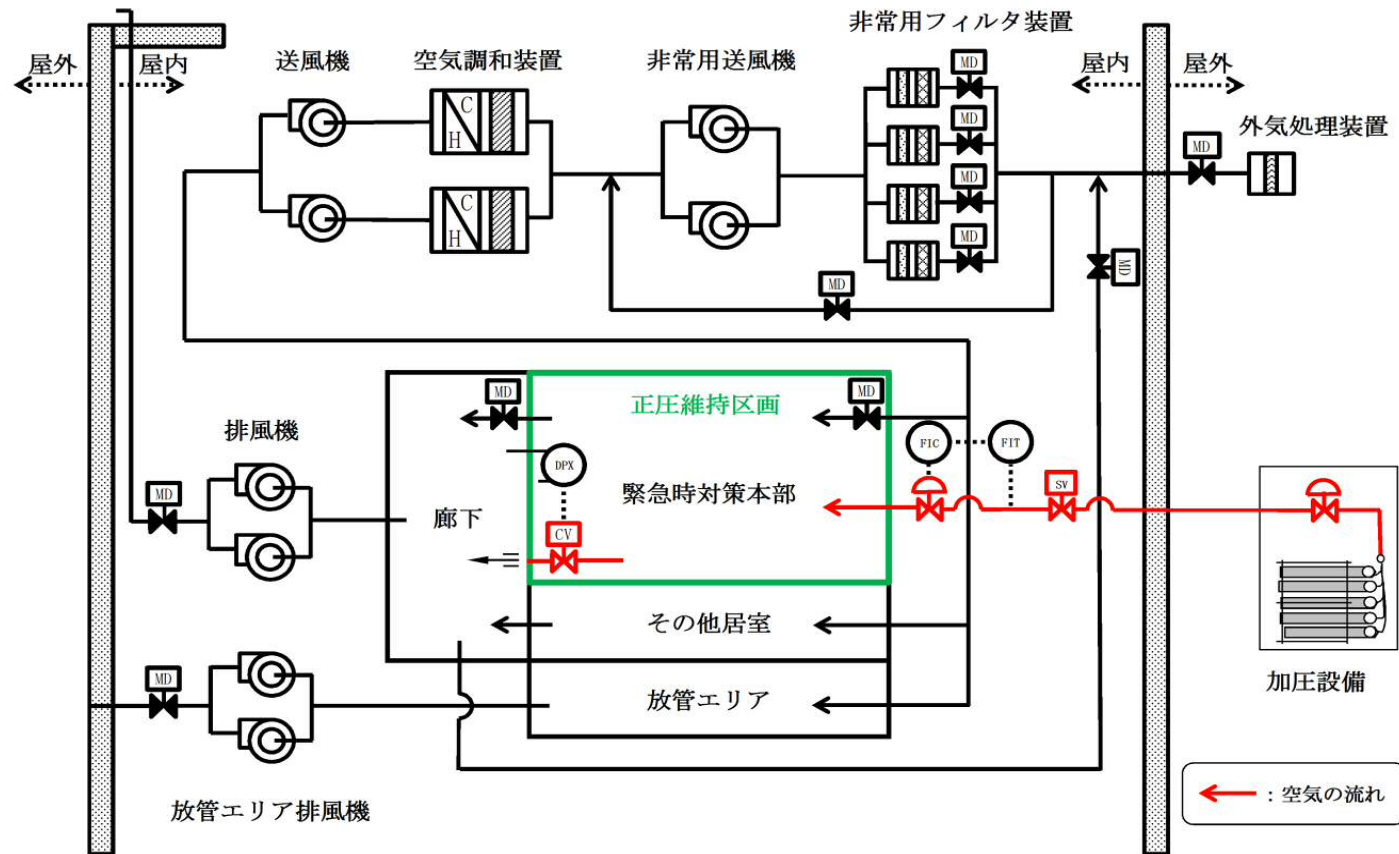 非常用フィルタ装置
屋外 屋内
送風機
空気調和装置
非常用送風機
屋内 屋外
外気処理装置
MD
MD
C
H
MD
MD
MD
C
H
MD
MD
MD
正圧維持区画
排風機
FIC
FIT
DPX
緊急時対策本部
SV
MD
廊下
CV
その他居室
MD
放管エリア
加圧設備
放管エリア排風機
:空気の流れ